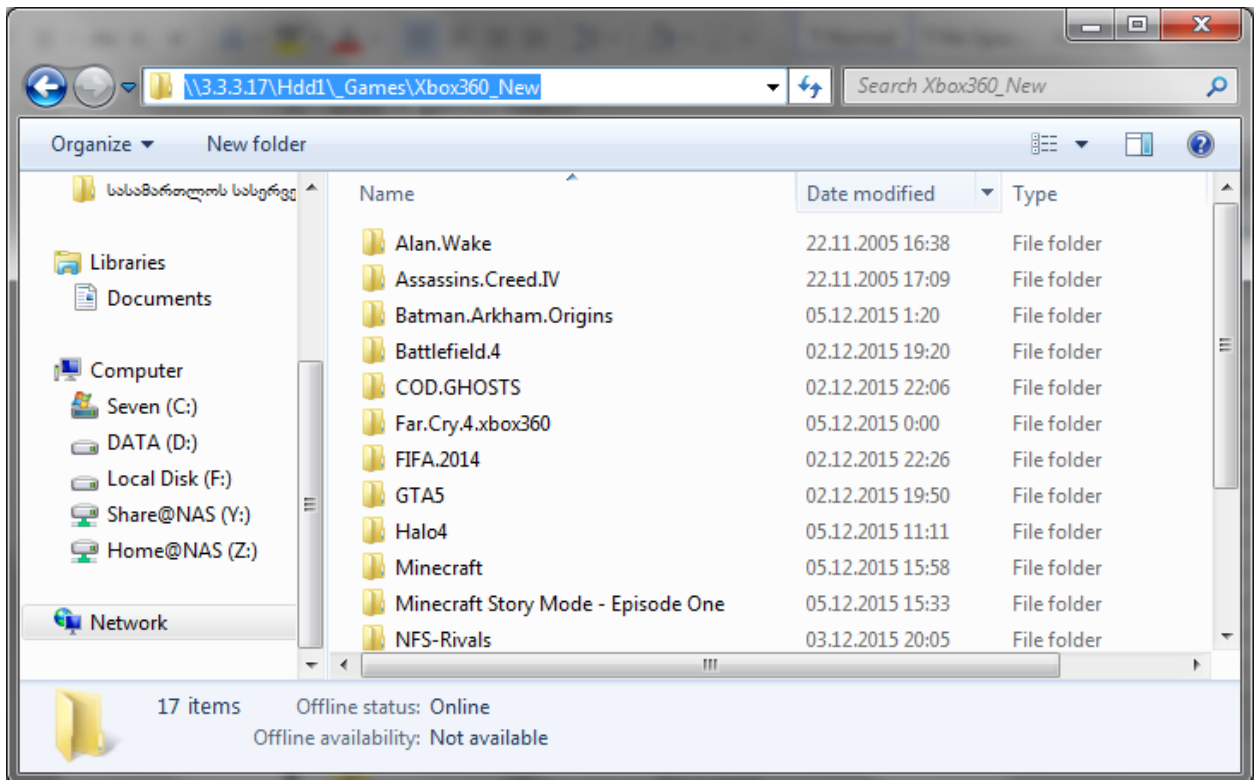 \\3.3.3.17\Hdd1\_Games\Xbox360_New
Search Xbox360_New
Organize
New folder
სასამართლოს სასერვე
Libraries
Documents
Computer
Seven (C:)
DATA (D:)
Local Disk (F:)
Share@NAS (Y:)
Home@NAS (Z:)
Network
Name Date modified Type
Alan.Wake 22.11.2005 16:38 File folder
Assassins.Creed.IV 22.11.2005 17:09 File folder
Batman.Arkham.Origins 05.12.2015 1:20 File folder
Battlefield.4 02.12.2015 19:20 File folder
COD.GHOSTS 02.12.2015 22:06 File folder
Far.Cry.4.xbox360 05.12.2015 0:00 File folder
FIFA.2014 02.12.2015 22:26 File folder
GTA5 02.12.2015 19:50 File folder
Halo4 05.12.2015 11:11 File folder
Minecraft 05.12.2015 15:58 File folder
Minecraft Story Mode - Episode One 05.12.2015 15:33 File folder
NFS-Rivals 03.12.2015 20:05 File folder
17 items Offline status: Online
Offline availability: Not available